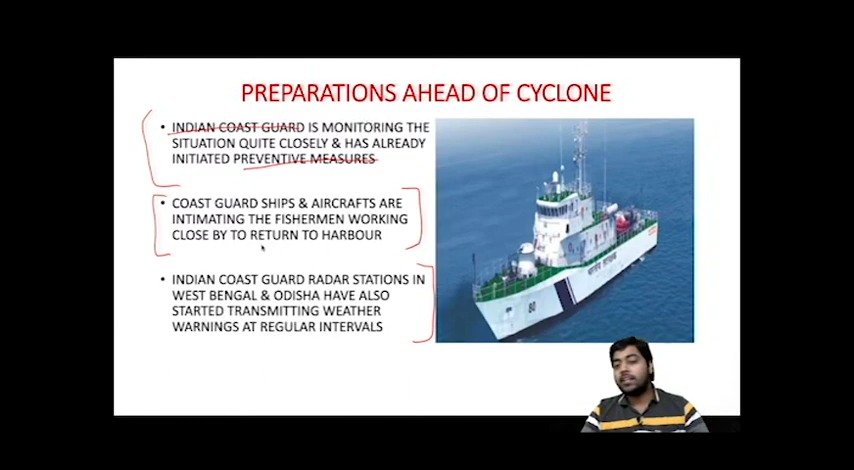 PREPARATIONS AHEAD OF CYCLONE
• INDIAN COAST GUARD IS MONITORING THE
SITUATION QUITE CLOSELY & HAS ALREADY
INITIATED PREVENTIVE MEASURES
• COAST GUARD SHIPS & AIRCRAFTS ARE
INTIMATING THE FISHERMEN WORKING
CLOSE BY TO RETURN TO HARBOUR
• INDIAN COAST GUARD RADAR STATIONS IN
WEST BENGAL & ODISHA HAVE ALSO
STARTED TRANSMITTING WEATHER
WARNINGS AT REGULAR INTERVALS
80